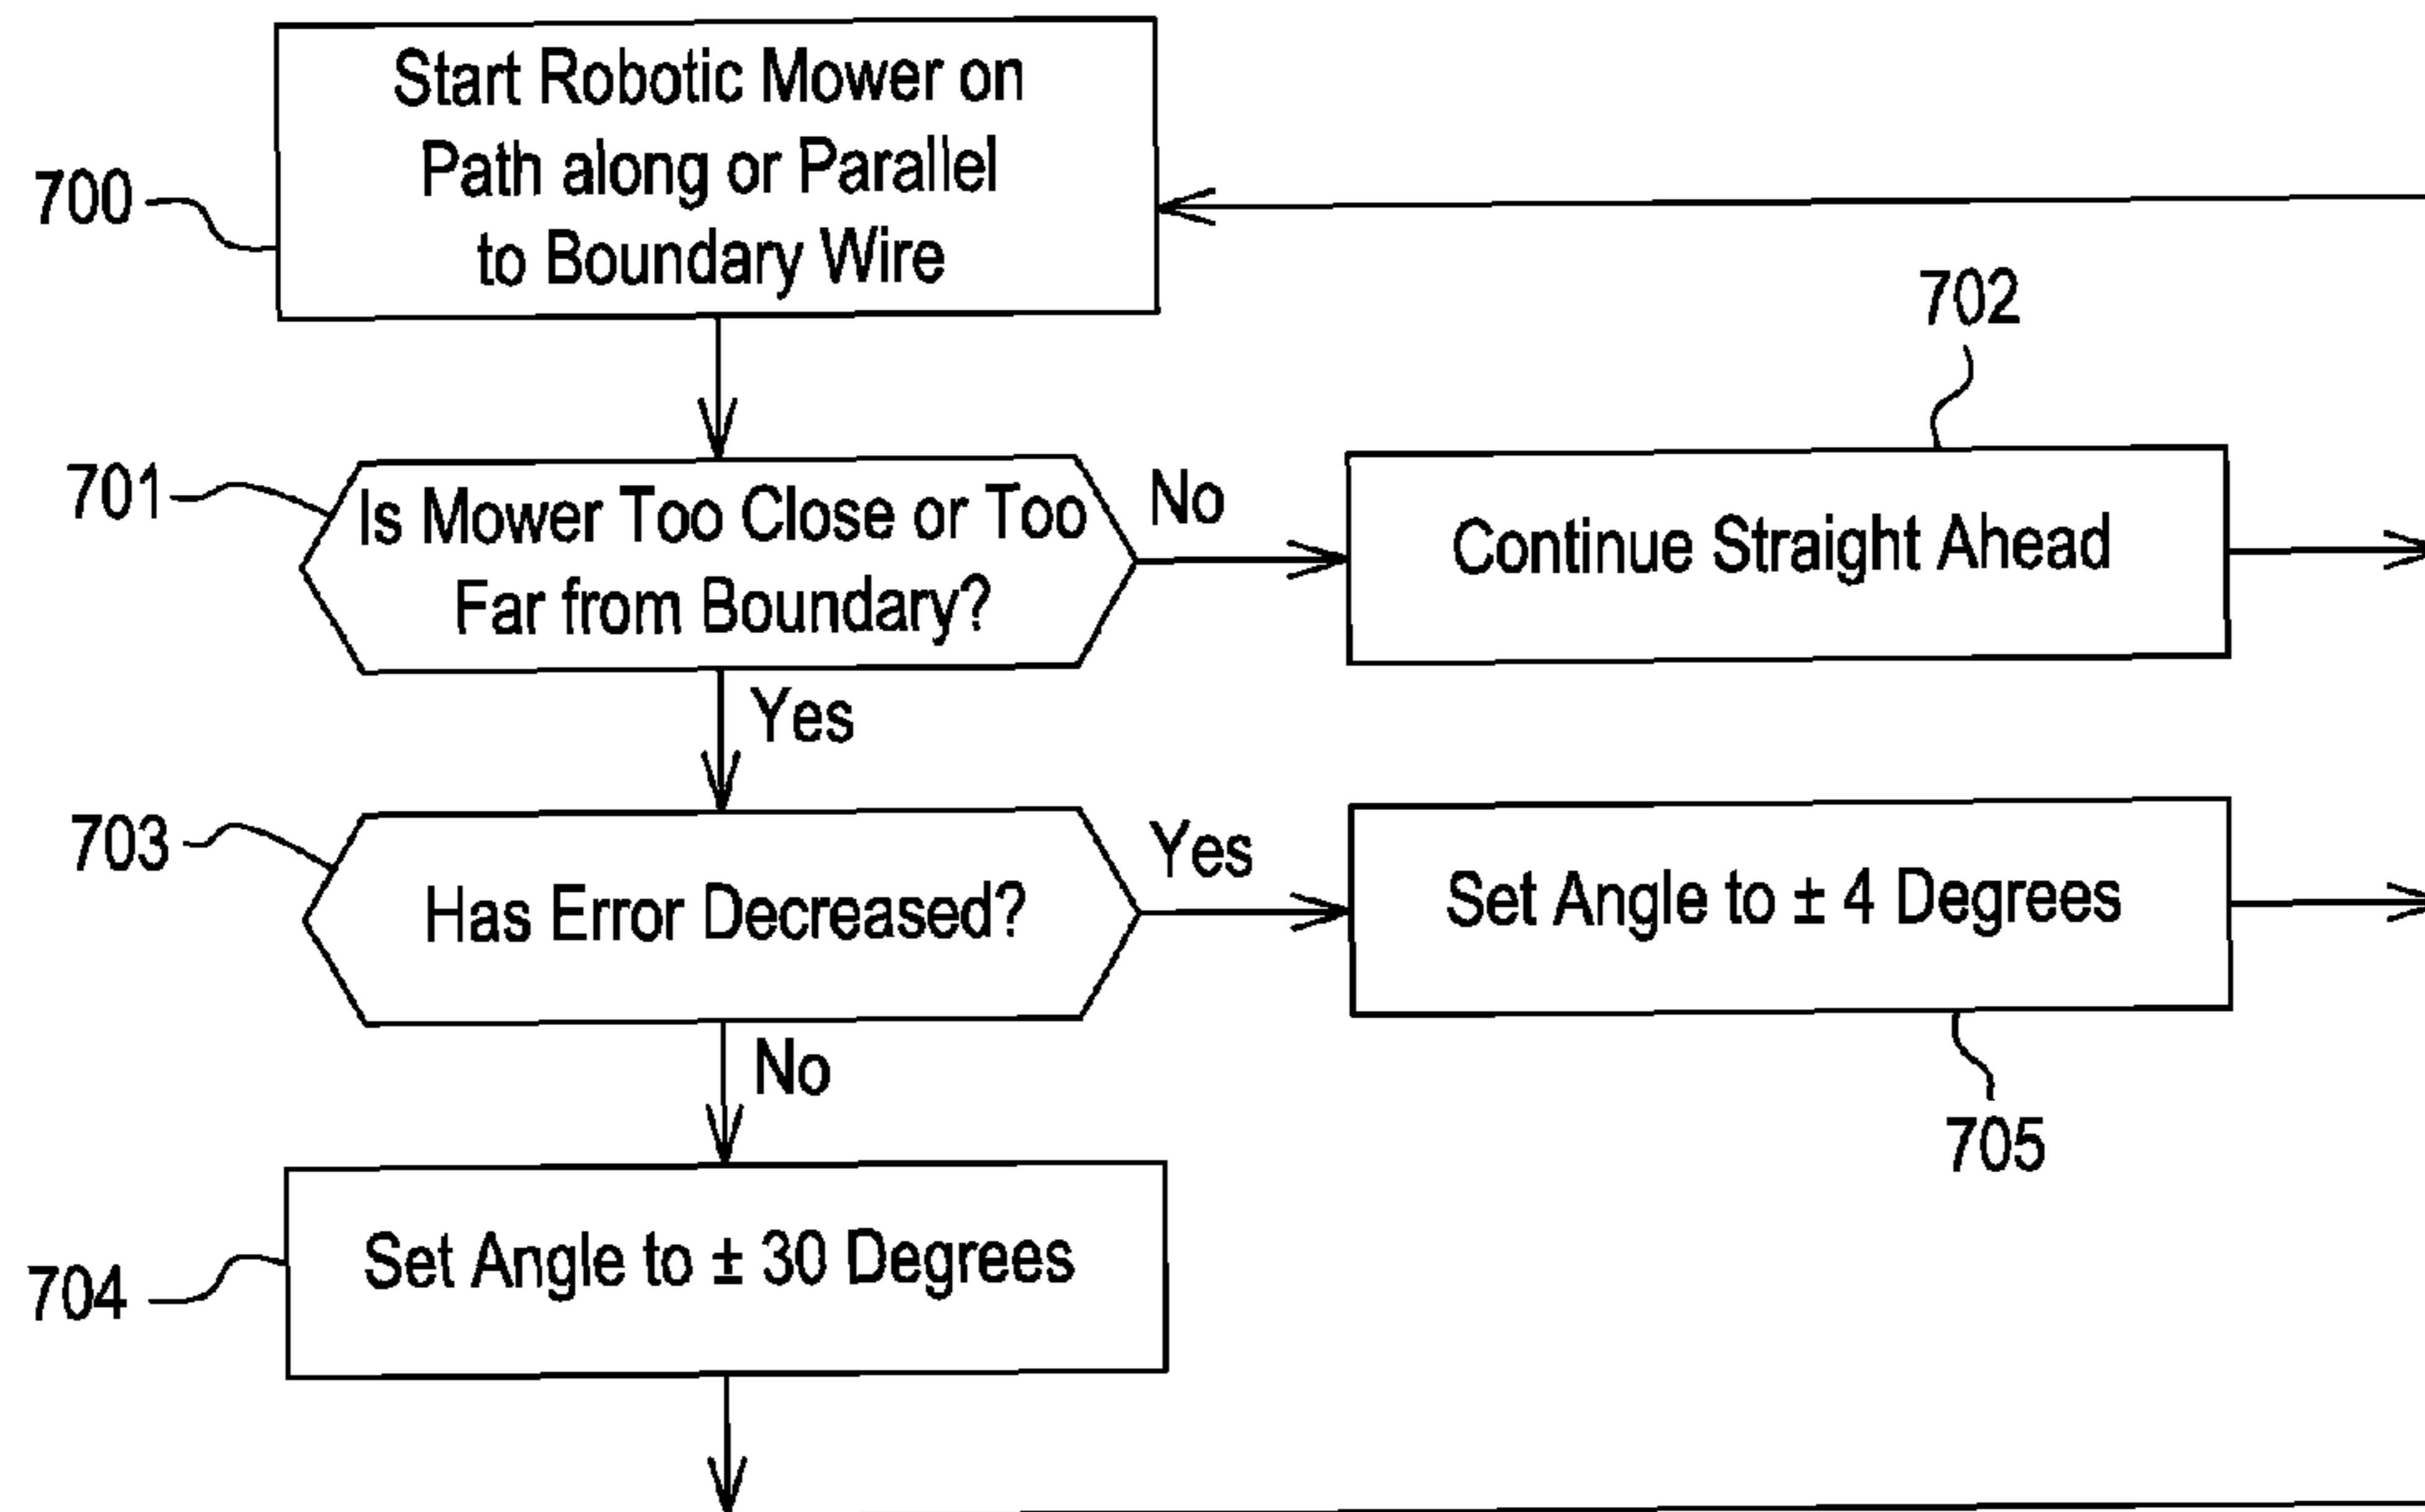 Start Robotic Mower on
Path along or Parallel
to Boundary Wire
700
702
701
Is Mower Too Close or Too
Far from Boundary?
No
Continue Straight Ahead
Yes
703
Has Error Decreased?
Yes
Set Angle to ± 4 Degrees
No
705
704
Set Angle to ± 30 Degrees